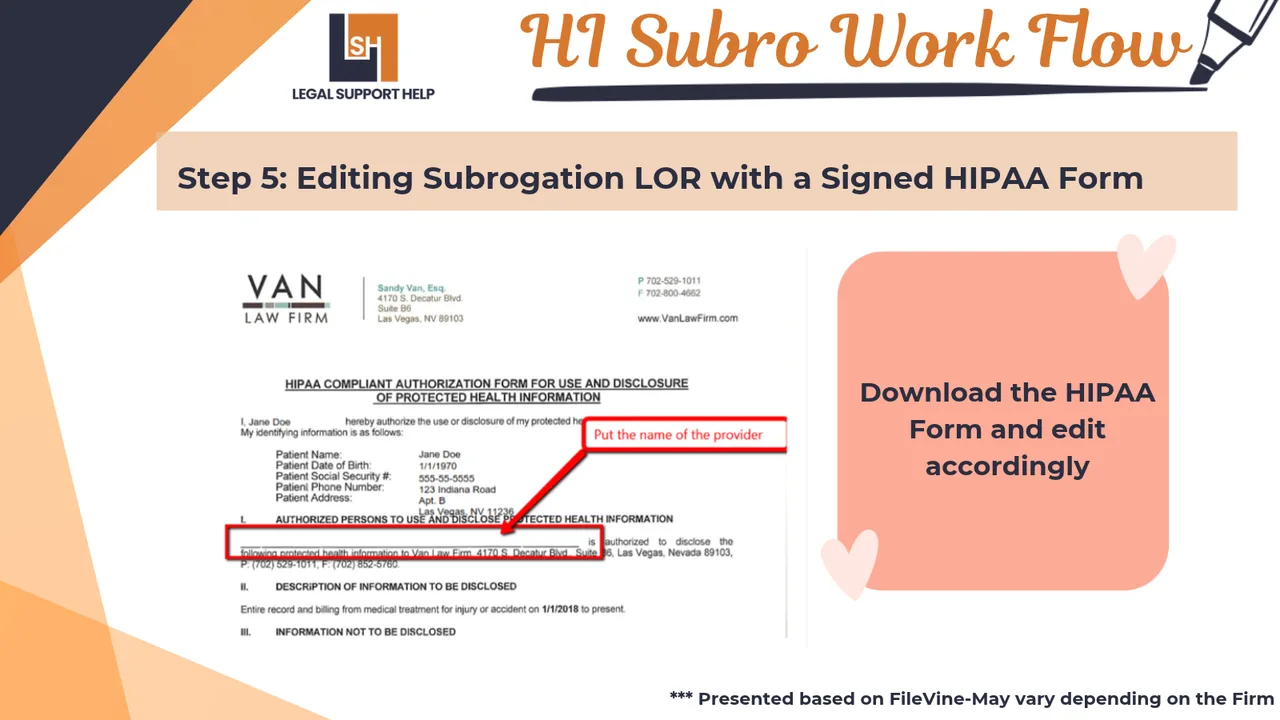 LSH
LEGAL SUPPORT HELP
HI Subro Work Flow
Step 5: Editing Subrogation LOR with a Signed HIPAA Form
VAN
LAW FIRM
Sandy Van, Esq.
4170 S. Decatur Blvd.
Suite B6
Las Vegas, NV 89103
P 702-529-1011
F 702-800-4662
www.VanLawFirm.com
HIPAA COMPLIANT AUTHORIZATION FORM FOR USE AND DISCLOSURE
OF PROTECTED HEALTH INFORMATION
I, Jane Doe hereby authorize the use or disclosure of my protected
My identifying information is as follows:
Put the name of the provider
Patient Name: Jane Doe
Patient Date of Birth: 1/1/1970
Patient Social Security #: 555-55-5555
Patient Phone Number: 123 Indiana Road
Patient Address: Apt. B
Las Vegas, NV 11236
I. AUTHORIZED PERSONS TO USE AND DISCLOSE PROTECTED HEALTH INFORMATION
is authorized to disclose the
following protected health information to Van Law Firm, 4170 S. Decatur Blvd., Suite B6, Las Vegas, Nevada 89103,
P: (702) 529-1011, F: (702) 852-5760.
II. DESCRIPTION OF INFORMATION TO BE DISCLOSED
Entire record and billing from medical treatment for injury or accident on 1/1/2018 to present.
III. INFORMATION NOT TO BE DISCLOSED
Download the HIPAA
Form and edit
accordingly
*** Presented based on FileVine-May vary depending on the Firm